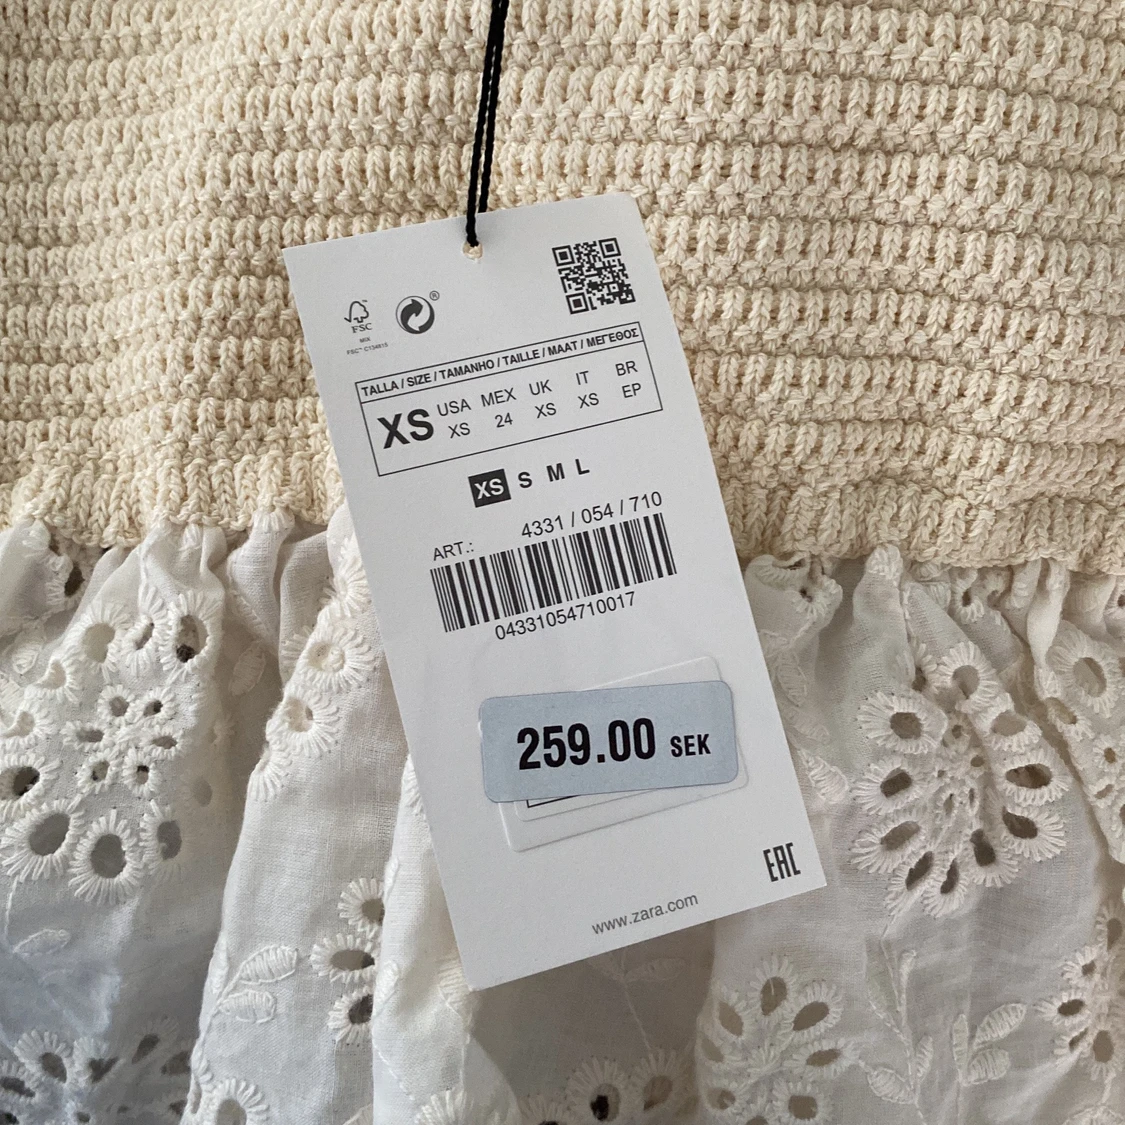 ®
FSC
MIX
FSC™ C134815
TALLA / SIZE / TAMANHO / TAILLE / MAAT / ΜΕΓΕΘΟΣ
XS USA MEX UK IT BR
XS 24 XS XS EP
XS S M L
ART.: 4331 / 054 / 710
04331054710017
259.00 SEK
EAC
www.zara.com